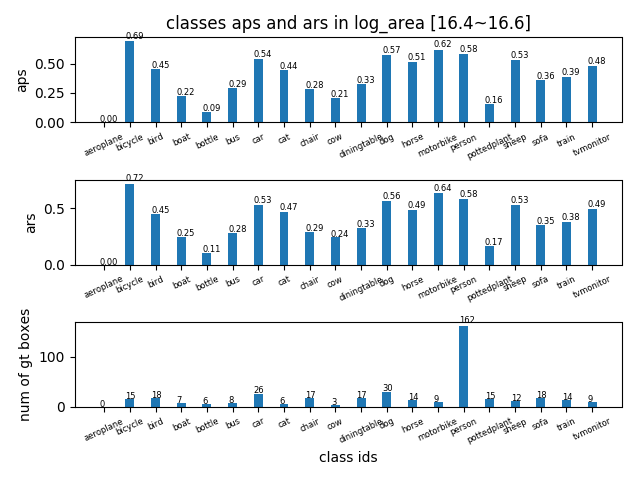 classes aps and ars in log_area [16.4~16.6]
aps
0.50
0.25
0.00
0.00 0.69 0.45 0.22 0.09 0.29 0.54 0.44 0.28 0.21 0.33 0.57 0.51 0.62 0.58 0.16 0.53 0.36 0.39 0.48
aeroplane bicycle bird boat bottle bus car cat chair cow diningtable dog horse motorbike person pottedplant sheep sofa train tvmonitor
ars
0.5
0.0
0.00 0.72 0.45 0.25 0.11 0.28 0.53 0.47 0.29 0.24 0.33 0.56 0.49 0.64 0.58 0.17 0.53 0.35 0.38 0.49
aeroplane bicycle bird boat bottle bus car cat chair cow diningtable dog horse motorbike person pottedplant sheep sofa train tvmonitor
num of gt boxes
100
0
0 15 18 7 6 8 26 6 17 3 17 30 14 9 162 15 12 18 14 9
aeroplane bicycle bird boat bottle bus car cat chair cow diningtable dog horse motorbike person pottedplant sheep sofa train tvmonitor
class ids